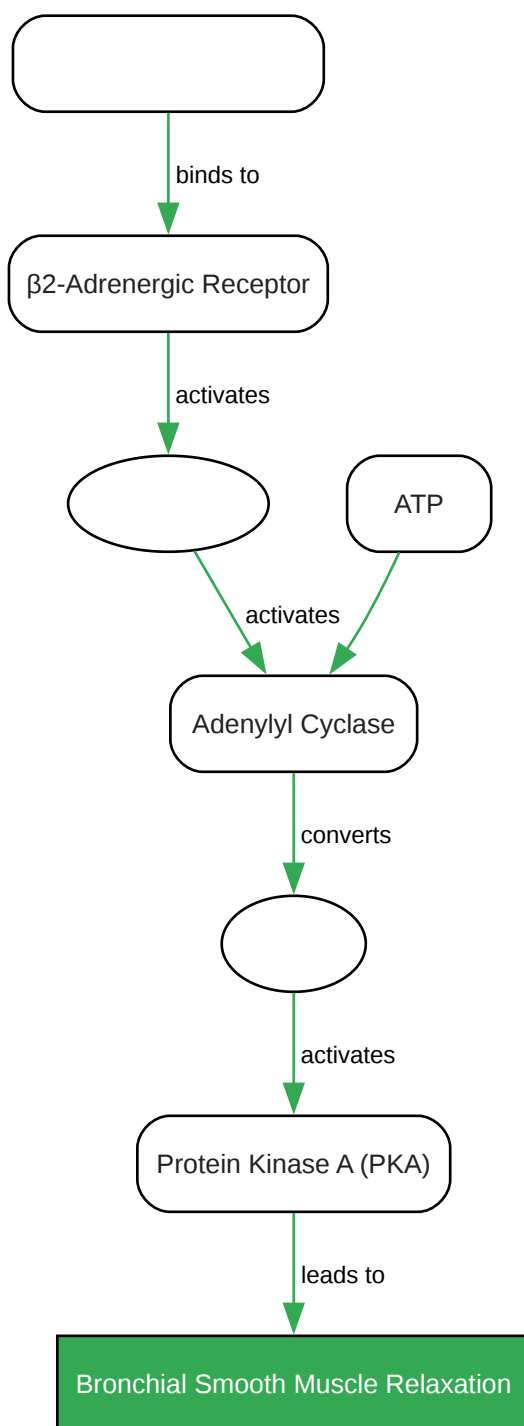 binds to
β2-Adrenergic Receptor
activates
ATP
activates
Adenylyl Cyclase
converts
activates
Protein Kinase A (PKA)
leads to
Bronchial Smooth Muscle Relaxation